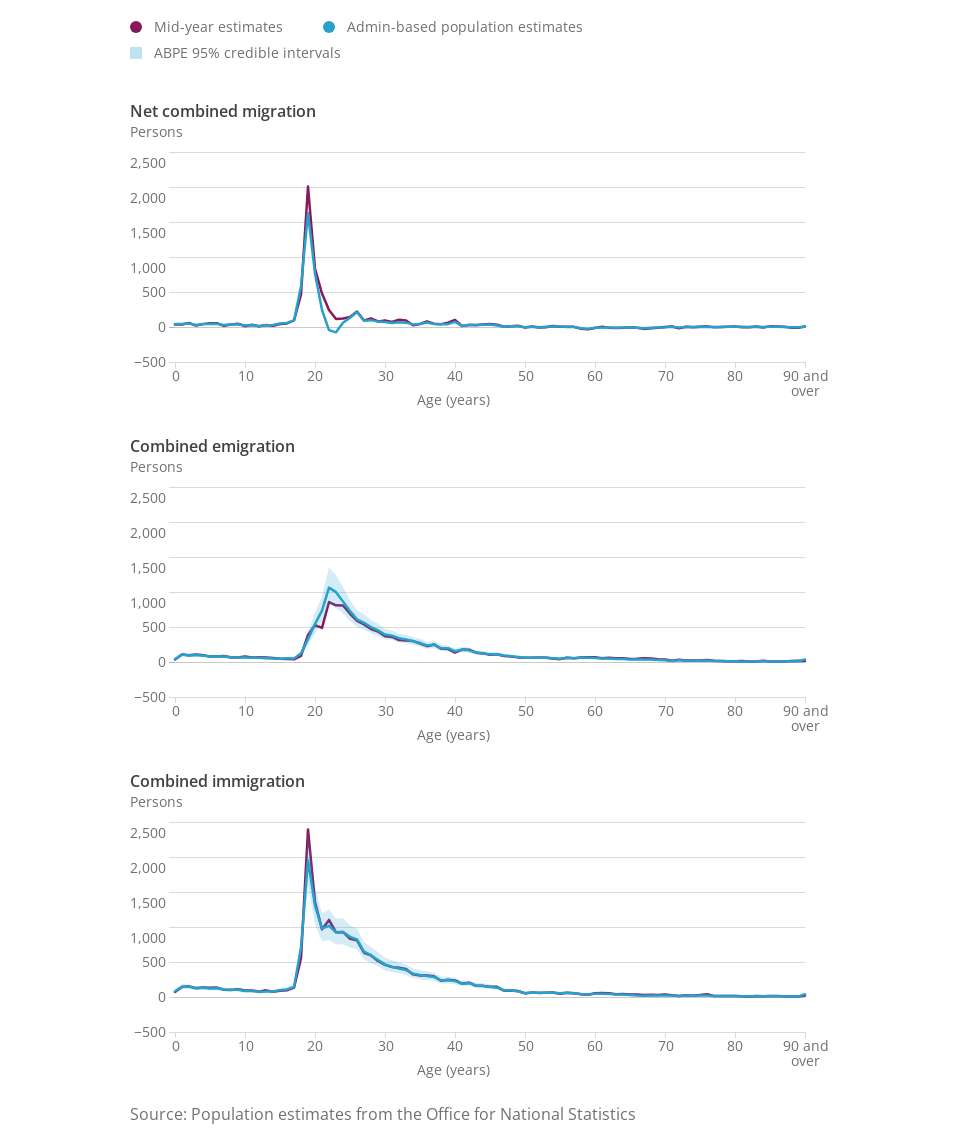 Mid-year estimates
Admin-based population estimates
ABPE 95% credible intervals
Net combined migration
Persons
2,500
2,000
1,500
1,000
500
0
−500
0 10 20 30 40 50 60 70 80 90 and
over
Age (years)
Combined emigration
Persons
2,500
2,000
1,500
1,000
500
0
−500
0 10 20 30 40 50 60 70 80 90 and
over
Age (years)
Combined immigration
Persons
2,500
2,000
1,500
1,000
500
0
−500
0 10 20 30 40 50 60 70 80 90 and
over
Age (years)
Source: Population estimates from the Office for National Statistics